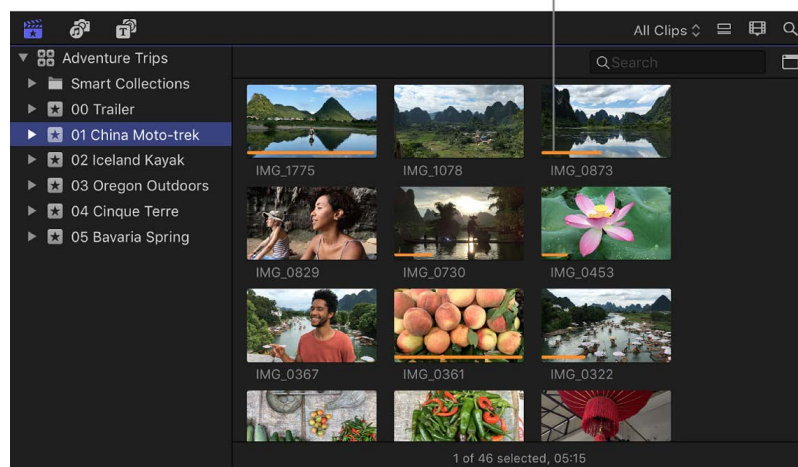 All Clips
Adventure Trips
Search
Smart Collections
00 Trailer
01 China Moto-trek
02 Iceland Kayak
03 Oregon Outdoors
04 Cinque Terre
05 Bavaria Spring
IMG_1775
IMG_1078
IMG_0873
IMG_0829
IMG_0730
IMG_0453
IMG_0367
IMG_0361
IMG_0322
1 of 46 selected, 05:15